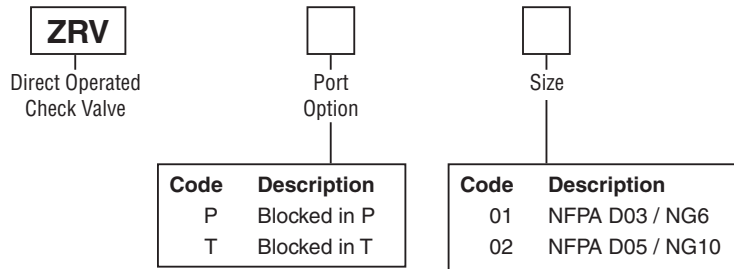 ZRV
Direct Operated
Check Valve
Port
Option
Size
Code Description
P Blocked in P
T Blocked in T
Code Description
01 NFPA D03 / NG6
02 NFPA D05 / NG10